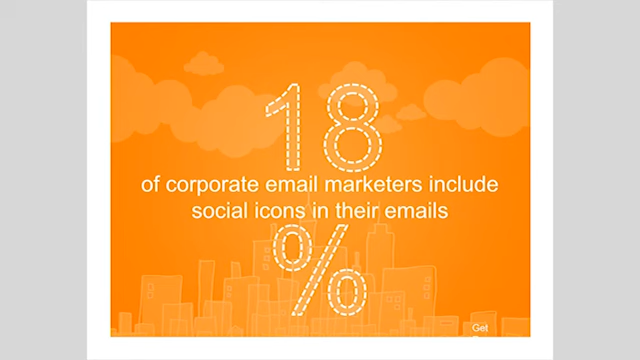 18
of corporate email marketers include
social icons in their emails
%
Get